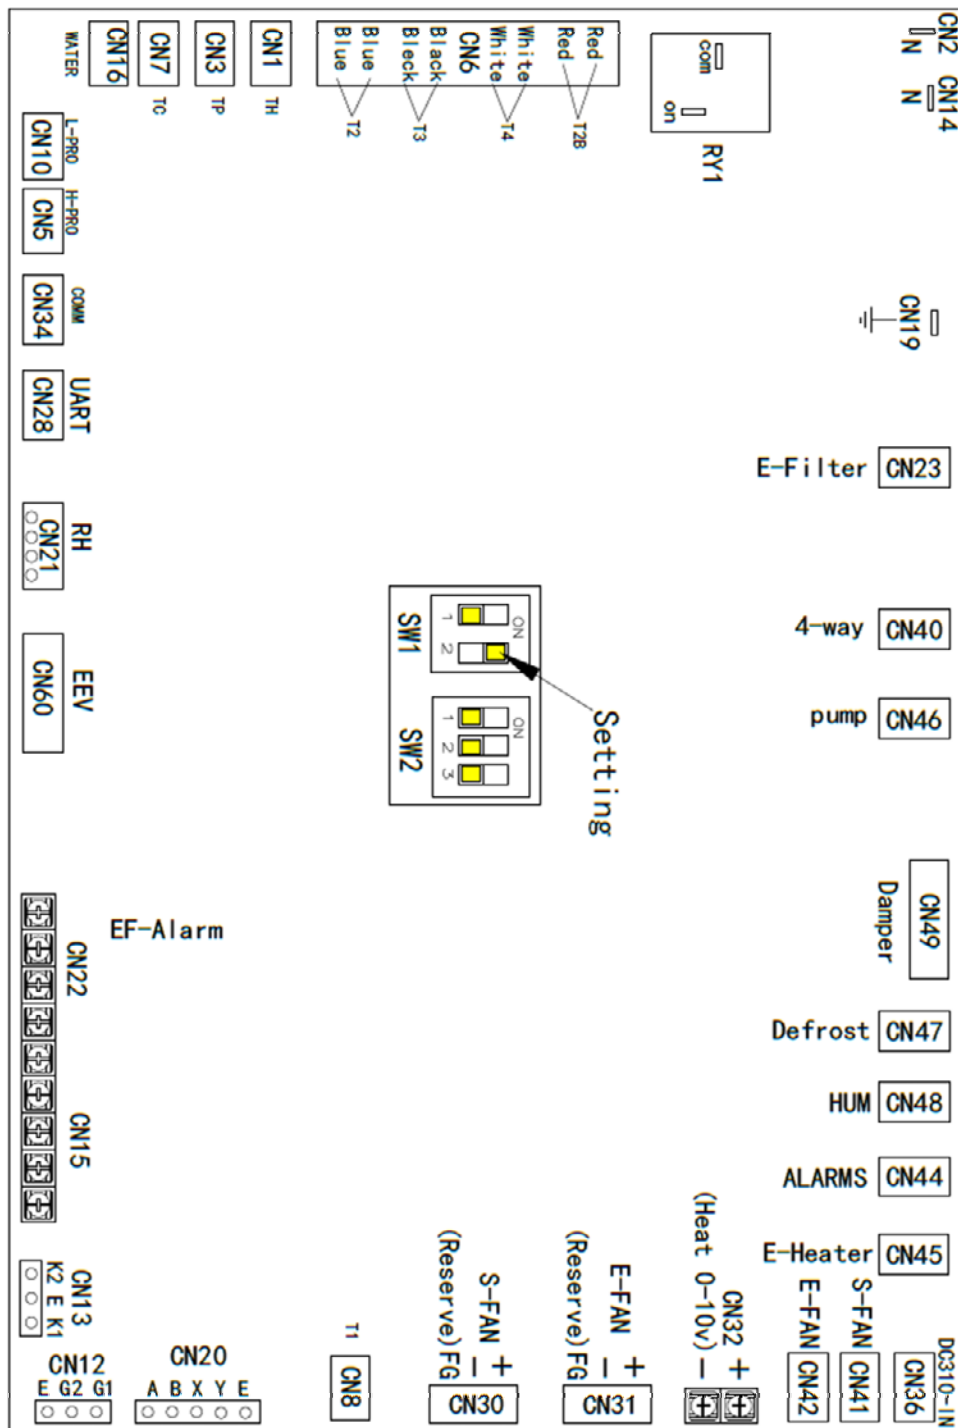 WATER
CN16
CN7
TC
CN3
TP
CN1
TH
Blue
Blue
T2
Bleck
Black
T3
CN6
White
White
T4
Red
Red
T2B
com
on
RY1
CN2
N
CN14
N
L-PRO
CN10
H-PRO
CN5
COMM
CN34
CN19
UART
CN28
E-Filter CN23
RH
CN21
SW1
1
2
ON
4-way CN40
EEV
CN60
SW2
1
2
3
ON
Setting
pump CN46
EF-Alarm
CN22
Damper
CN49
Defrost CN47
HUM CN48
CN15
ALARMS CN44
E-Heater CN45
CN13
K2 E K1
CN12
E G2 G1
CN20
A B X Y E
T1
CN8
S-FAN
(Reserve)FG - +
CN30
E-FAN
(Reserve)FG - +
CN31
CN32
(Heat 0-10v) - +
E-FAN
CN42
S-FAN
CN41
DC310-IN
CN36